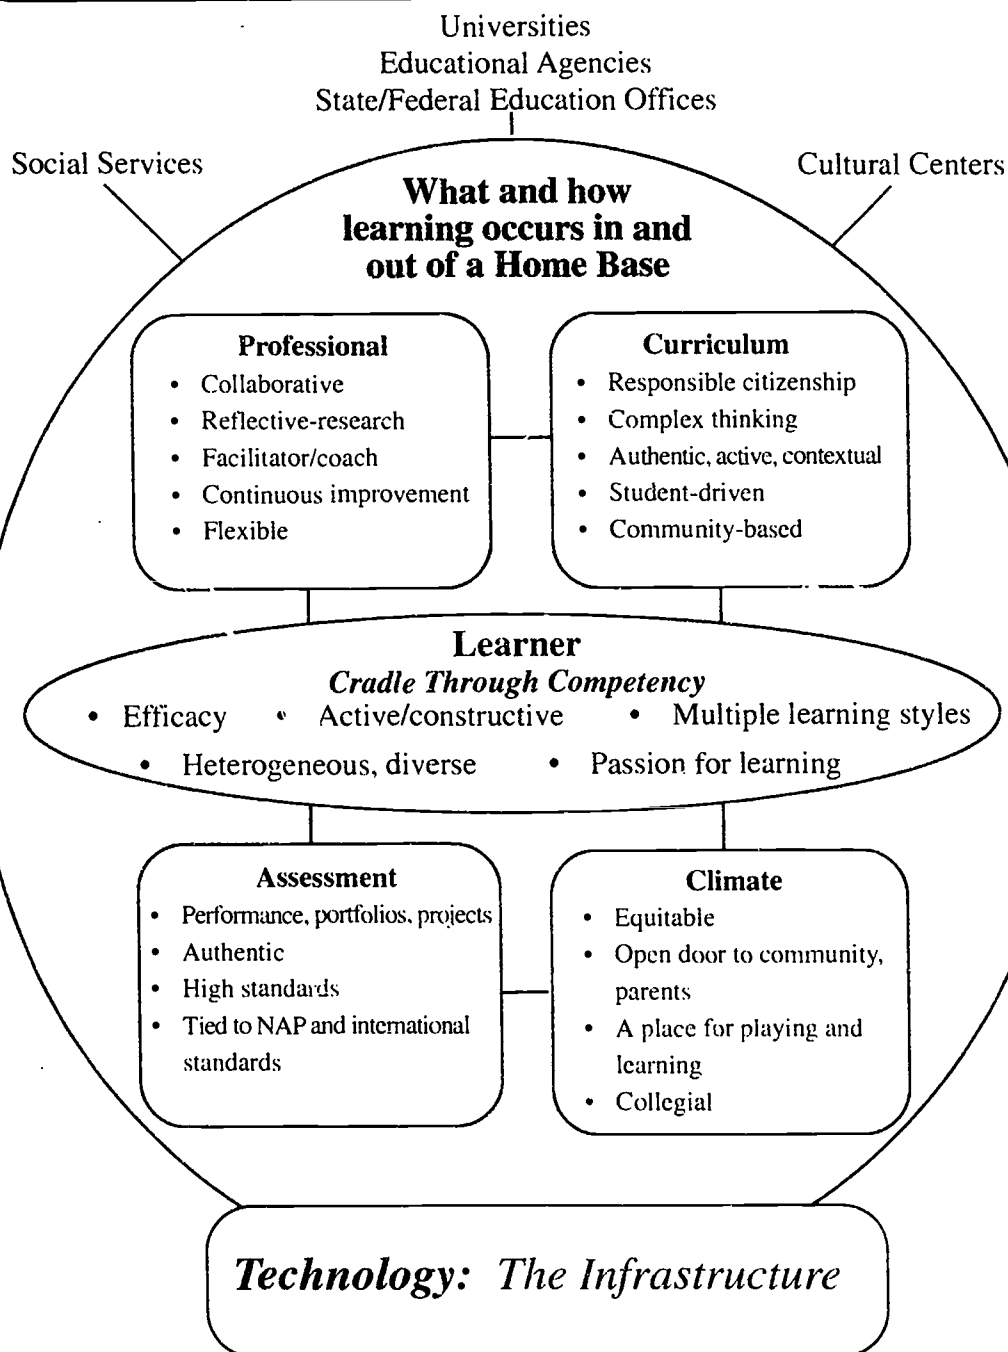 Universities
Educational Agencies
State/Federal Education Offices
Social Services
Cultural Centers
What and how
learning occurs in and
out of a Home Base
Professional
• Collaborative
• Reflective-research
• Facilitator/coach
• Continuous improvement
• Flexible
Curriculum
• Responsible citizenship
• Complex thinking
• Authentic, active, contextual
• Student-driven
• Community-based
Learner
Cradle Through Competency
• Efficacy • Active/constructive • Multiple learning styles
• Heterogeneous, diverse • Passion for learning
Assessment
• Performance, portfolios, projects
• Authentic
• High standards
• Tied to NAP and international
standards
Climate
• Equitable
• Open door to community,
parents
• A place for playing and
learning
• Collegial
Technology: The Infrastructure